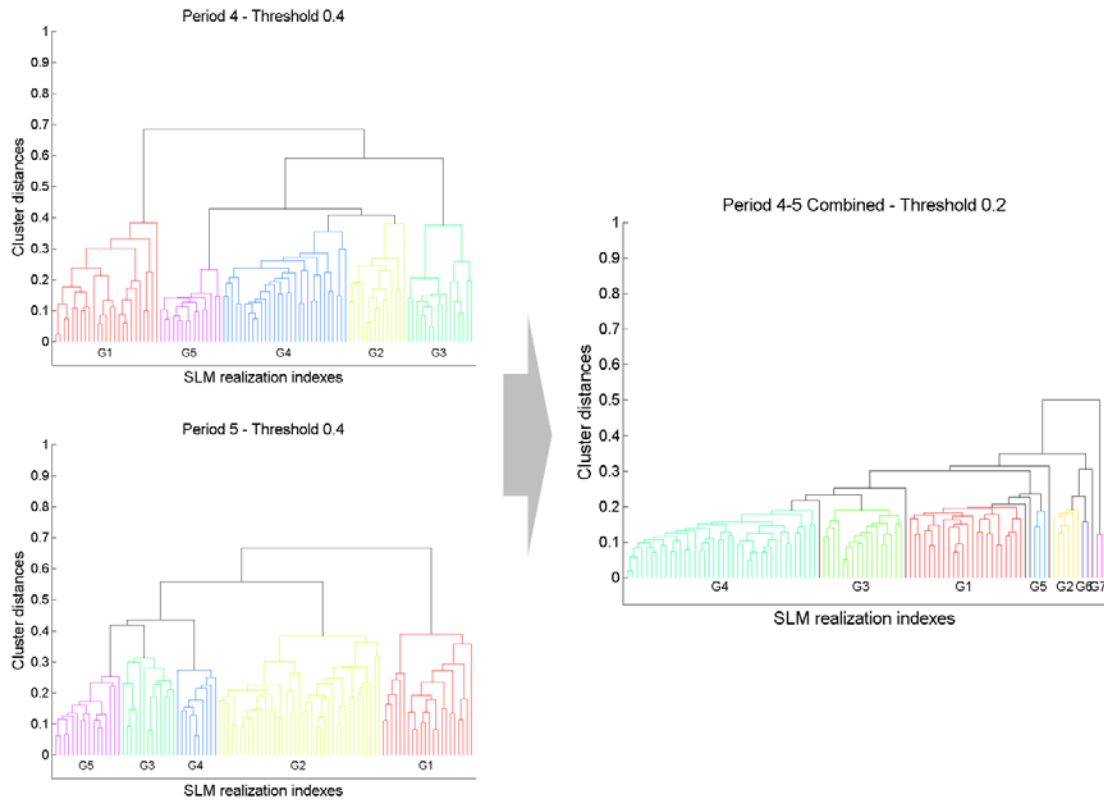 Period 4 - Threshold 0.4
1
0.9
0.8
0.7
0.6
0.5
0.4
0.3
0.2
0.1
0
Cluster distances
G1 G5 G4 G2 G3
SLM realization indexes
Period 5 - Threshold 0.4
1
0.9
0.8
0.7
0.6
0.5
0.4
0.3
0.2
0.1
0
Cluster distances
G5 G3 G4 G2 G1
SLM realization indexes
Period 4-5 Combined - Threshold 0.2
1
0.9
0.8
0.7
0.6
0.5
0.4
0.3
0.2
0.1
0
Cluster distances
G4 G3 G1 G5 G2 G6 G7
SLM realization indexes